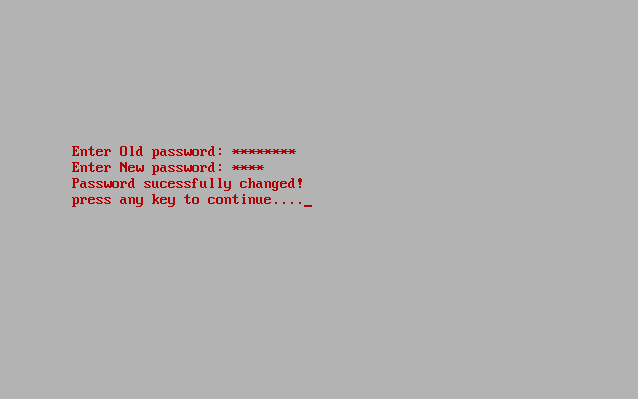 Enter Old password: ********
Enter New password: ****
Password sucessfully changed!
press any key to continue...._